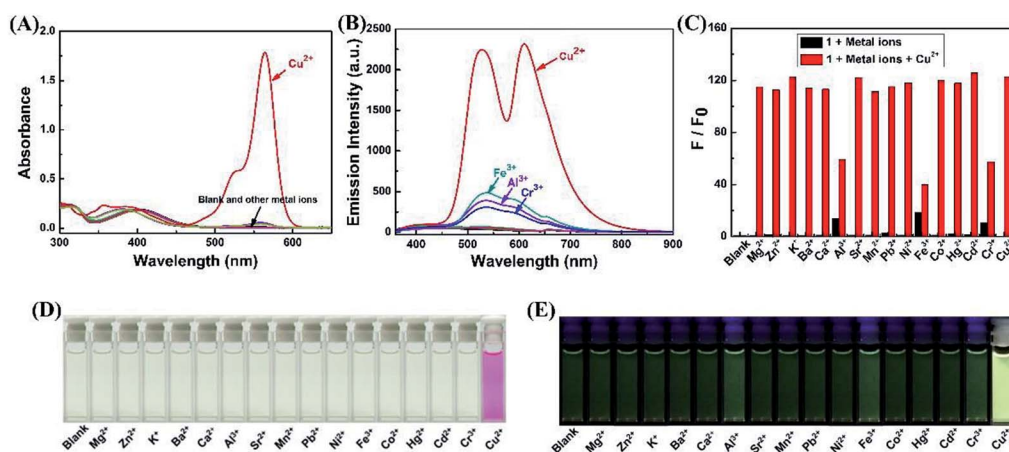 (A)
2.0
1.5
1.0
0.5
0.0
Absorbance
Cu²⁺
Blank and other metal ions
300 400 500 600
Wavelength (nm)
(B)
2500
2000
1500
1000
500
0
Emission Intensity (a.u.)
Cu²⁺
Fe³⁺
Al³⁺
Cr³⁺
400 500 600 700 800 900
Wavelength (nm)
(C)
160
120
80
40
0
F / F₀
1 + Metal ions
1 + Metal ions + Cu²⁺
Blank Mg²⁺ Zn²⁺ K⁺ Ba²⁺ Ca²⁺ Al³⁺ Sr²⁺ Mn²⁺ Pb²⁺ Ni²⁺ Fe³⁺ Co²⁺ Hg²⁺ Cd²⁺ Cr³⁺ Cu²⁺
(D)
Blank Mg²⁺ Zn²⁺ K⁺ Ba²⁺ Ca²⁺ Al³⁺ Sr²⁺ Mn²⁺ Pb²⁺ Ni²⁺ Fe³⁺ Co²⁺ Hg²⁺ Cd²⁺ Cr³⁺ Cu²⁺
(E)
Blank Mg²⁺ Zn²⁺ K⁺ Ba²⁺ Ca²⁺ Al³⁺ Sr²⁺ Mn²⁺ Pb²⁺ Ni²⁺ Fe³⁺ Co²⁺ Hg²⁺ Cd²⁺ Cr³⁺ Cu²⁺